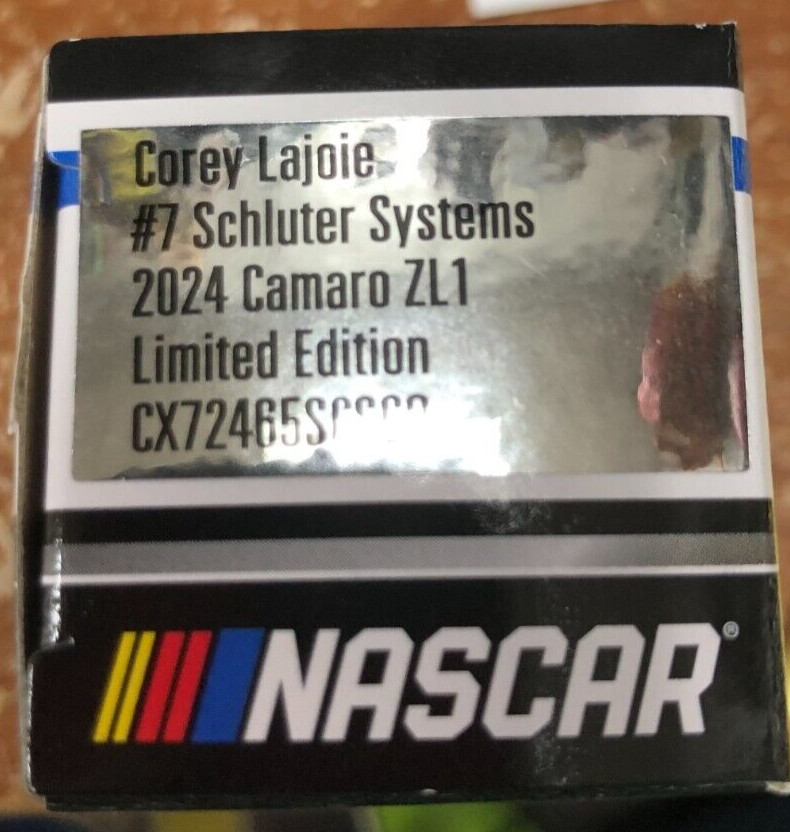 Corey Lajoie
#7 Schluter Systems
2024 Camaro ZL1
Limited Edition
NASCAR®